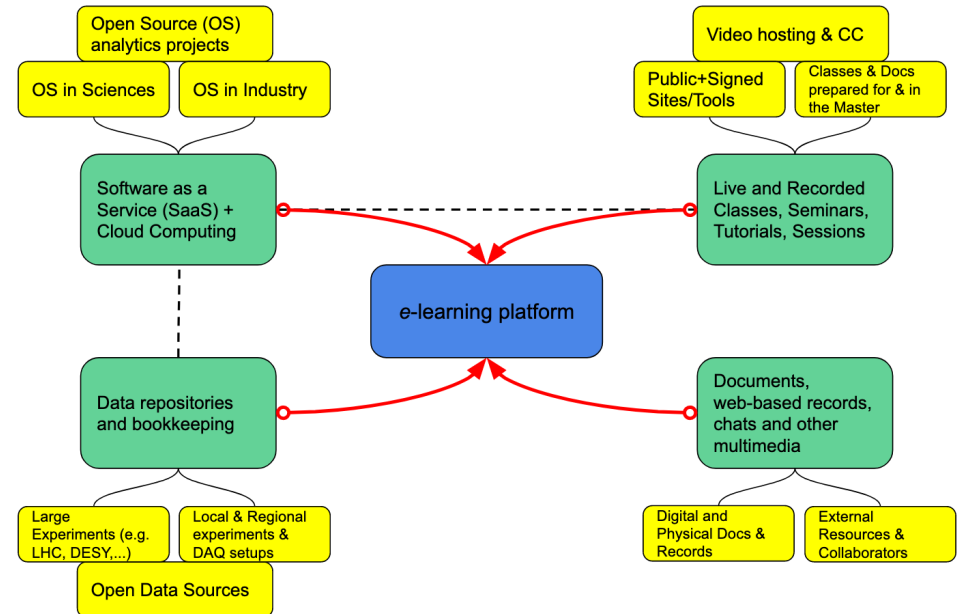 Open Source (OS)
analytics projects
OS in Sciences
OS in Industry
Video hosting & CC
Public+Signed
Sites/Tools
Classes & Docs
prepared for & in
the Master
Software as a
Service (SaaS) +
Cloud Computing
Live and Recorded
Classes, Seminars,
Tutorials, Sessions
e-learning platform
Data repositories
and bookkeeping
Documents,
web-based records,
chats and other
multimedia
Large
Experiments (e.g.
LHC, DESY,...)
Local & Regional
experiments &
DAQ setups
Open Data Sources
Digital and
Physical Docs &
Records
External
Resources &
Collaborators